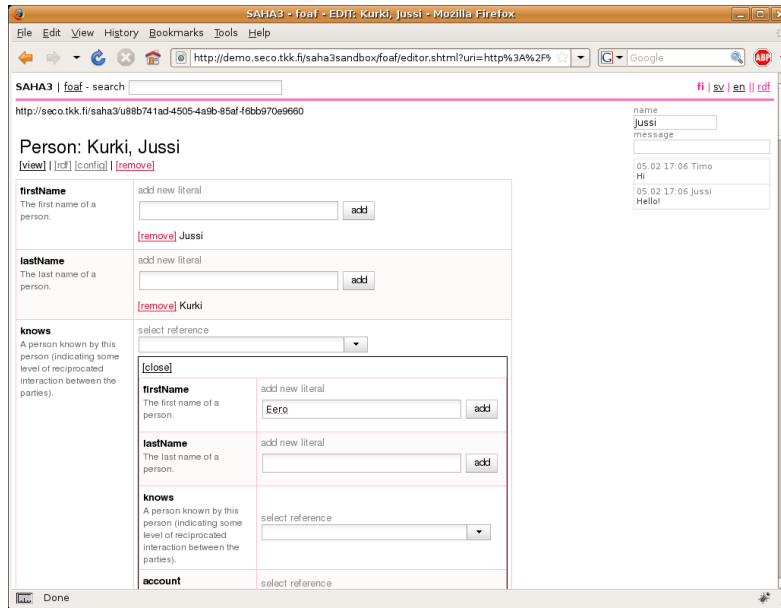 SAHA3 - foaf - EDIT: Kurki, Jussi - Mozilla Firefox
File Edit View History Bookmarks Tools Help
http://demo.seco.tkk.fi/saha3sandbox/foaf/editor.shtml?uri=http%3A%2F% Google ABP
SAHA3 | foaf - search
fi | sv | en || rdf
http://seco.tkk.fi/saha3/u88b741ad-4505-4a9b-85af-f6bb970e9660
name
Jussi
message
05.02 17:06 Timo
Hi
05.02 17:06 Jussi
Hello!
Person: Kurki, Jussi
[view] | [rdf] [config] | [remove]
firstName
The first name of a
person.
add new literal
add
[remove] Jussi
lastName
The last name of a
person.
add new literal
add
[remove] Kurki
knows
A person known by this
person (indicating some
level of reciprocated
interaction between the
parties).
select reference
[close]
firstName
The first name of a
person.
add new literal
Eero add
lastName
The last name of a
person.
add new literal
add
knows
A person known by this
person (indicating some
level of reciprocated
interaction between the
parties).
select reference
account
select reference
Done